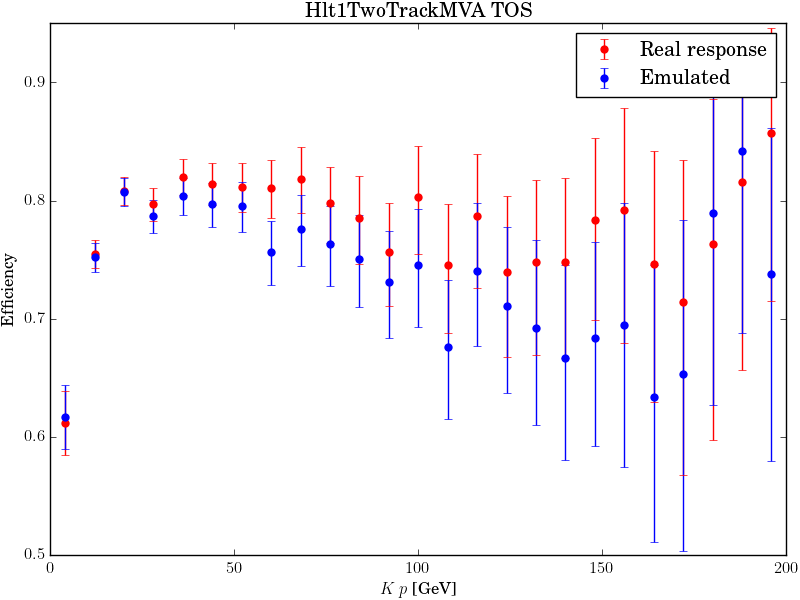 Hlt1TwoTrackMVA TOS
Real response
Emulated
Efficiency
0.9
0.8
0.7
0.6
0.5
0 50 100 150 200
K p [GeV]